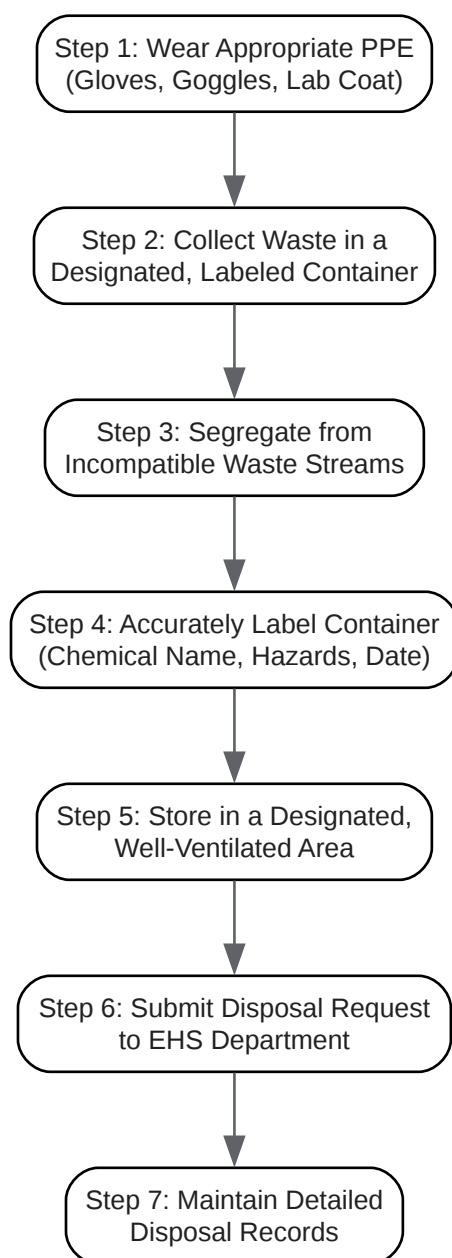 Step 1: Wear Appropriate PPE
(Gloves, Goggles, Lab Coat)
Step 2: Collect Waste in a
Designated, Labeled Container
Step 3: Segregate from
Incompatible Waste Streams
Step 4: Accurately Label Container
(Chemical Name, Hazards, Date)
Step 5: Store in a Designated,
Well-Ventilated Area
Step 6: Submit Disposal Request
to EHS Department
Step 7: Maintain Detailed
Disposal Records